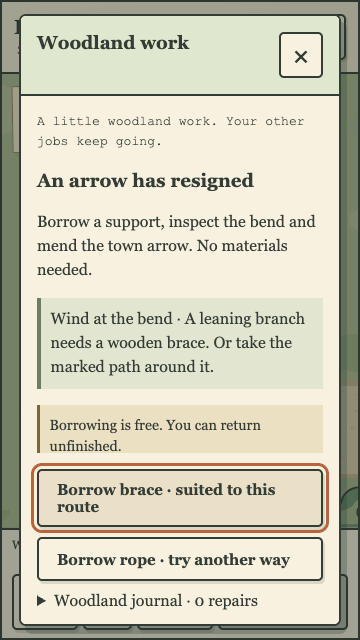 Woodland work
×
A little woodland work. Your other
jobs keep going.
An arrow has resigned
Borrow a support, inspect the bend and
mend the town arrow. No materials
needed.
Wind at the bend · A leaning branch
needs a wooden brace. Or take the
marked path around it.
Borrowing is free. You can return
unfinished.
Borrow brace · suited to this
route
Borrow rope · try another way
▶ Woodland journal · 0 repairs